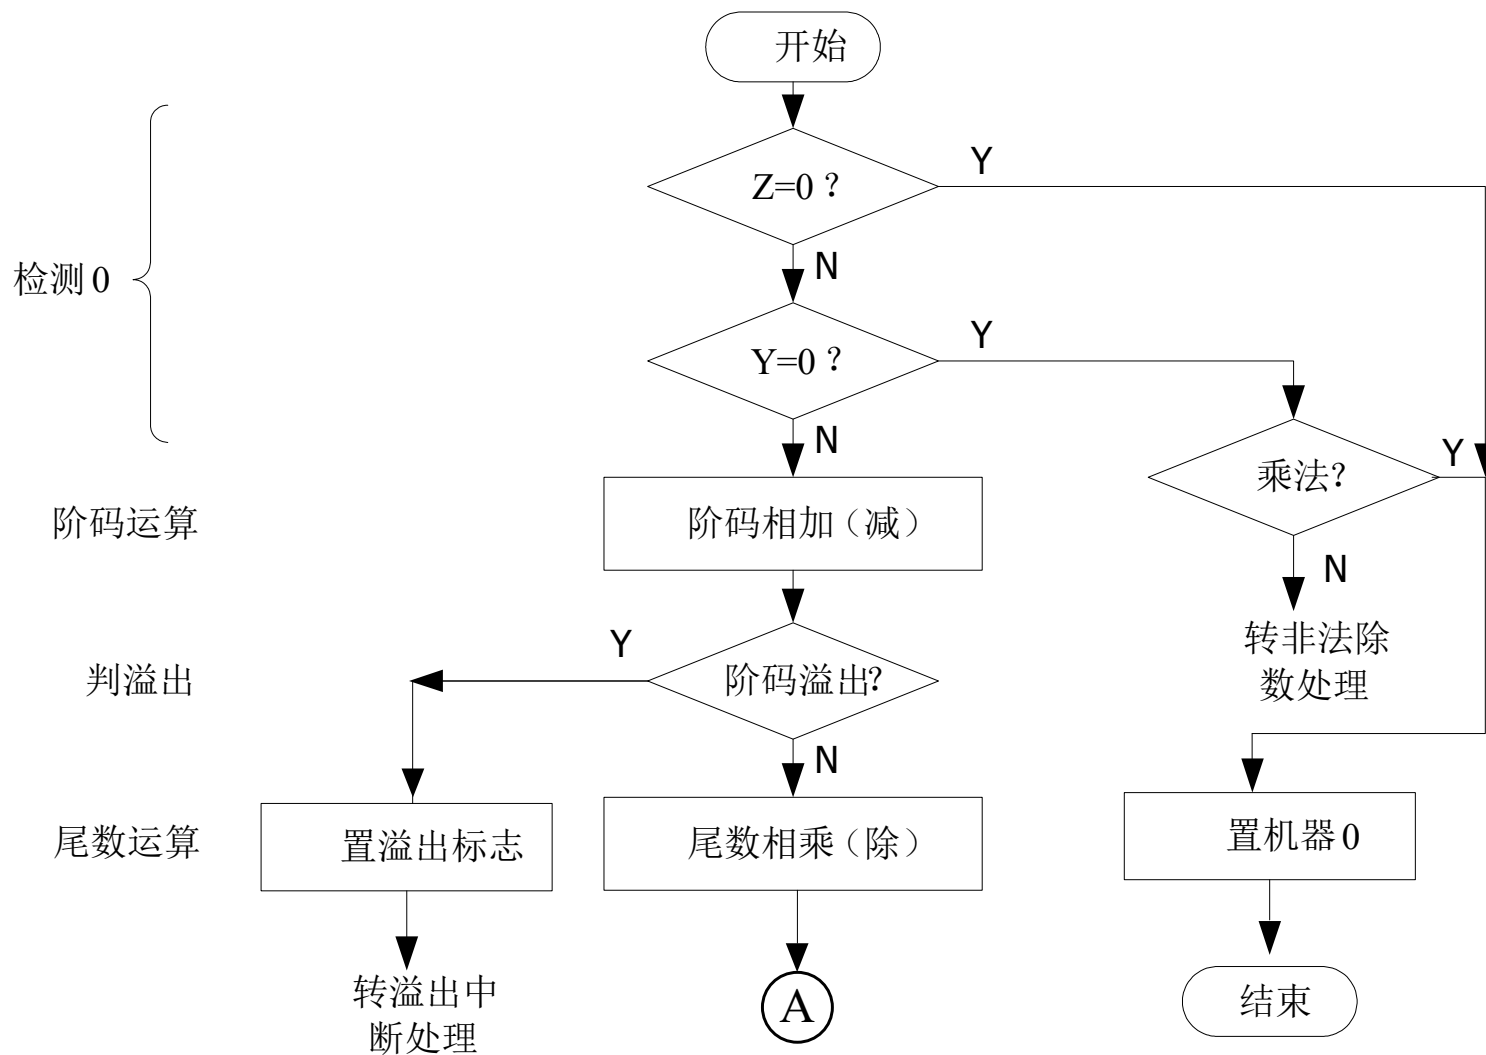 开始
Z=0？
Y
N
检测0
Y=0？
Y
N
乘法?
Y
N
阶码运算
阶码相加（减）
转非法除
数处理
判溢出
Y
阶码溢出?
N
尾数运算
置溢出标志
尾数相乘（除）
置机器0
转溢出中
断处理
A
结束